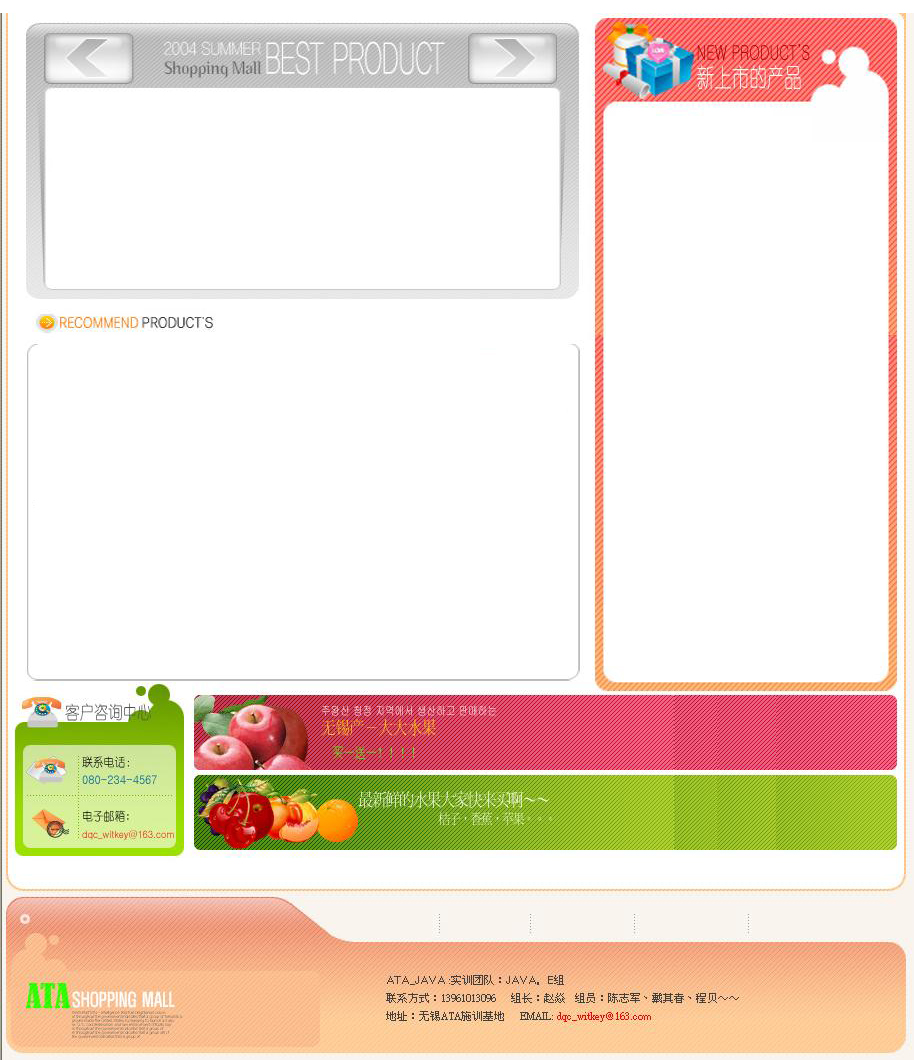 2004 SUMMER
Shopping Mall
BEST PRODUCT
NEW PRODUCT'S
新上市的产品
RECOMMEND PRODUCT'S
客户咨询中心
联系电话：
080-234-4567
电子邮箱：
dqc_witkey@163.com
주왕산 청정 지역에서 생산하고 판매하는
无锡产－大大水果
买一送一！！！！
最新鲜的水果大家快来买啊～～
桔子，香蕉，苹果・・・
ATA SHOPPING MALL
ATA_JAVA :实训团队：JAVA。E组
联系方式：13961013096 组长：赵焱 组员：陈志军、戴其春、程贝～～
地址：无锡ATA施训基地 EMAIL: dqc_witkey@163.com